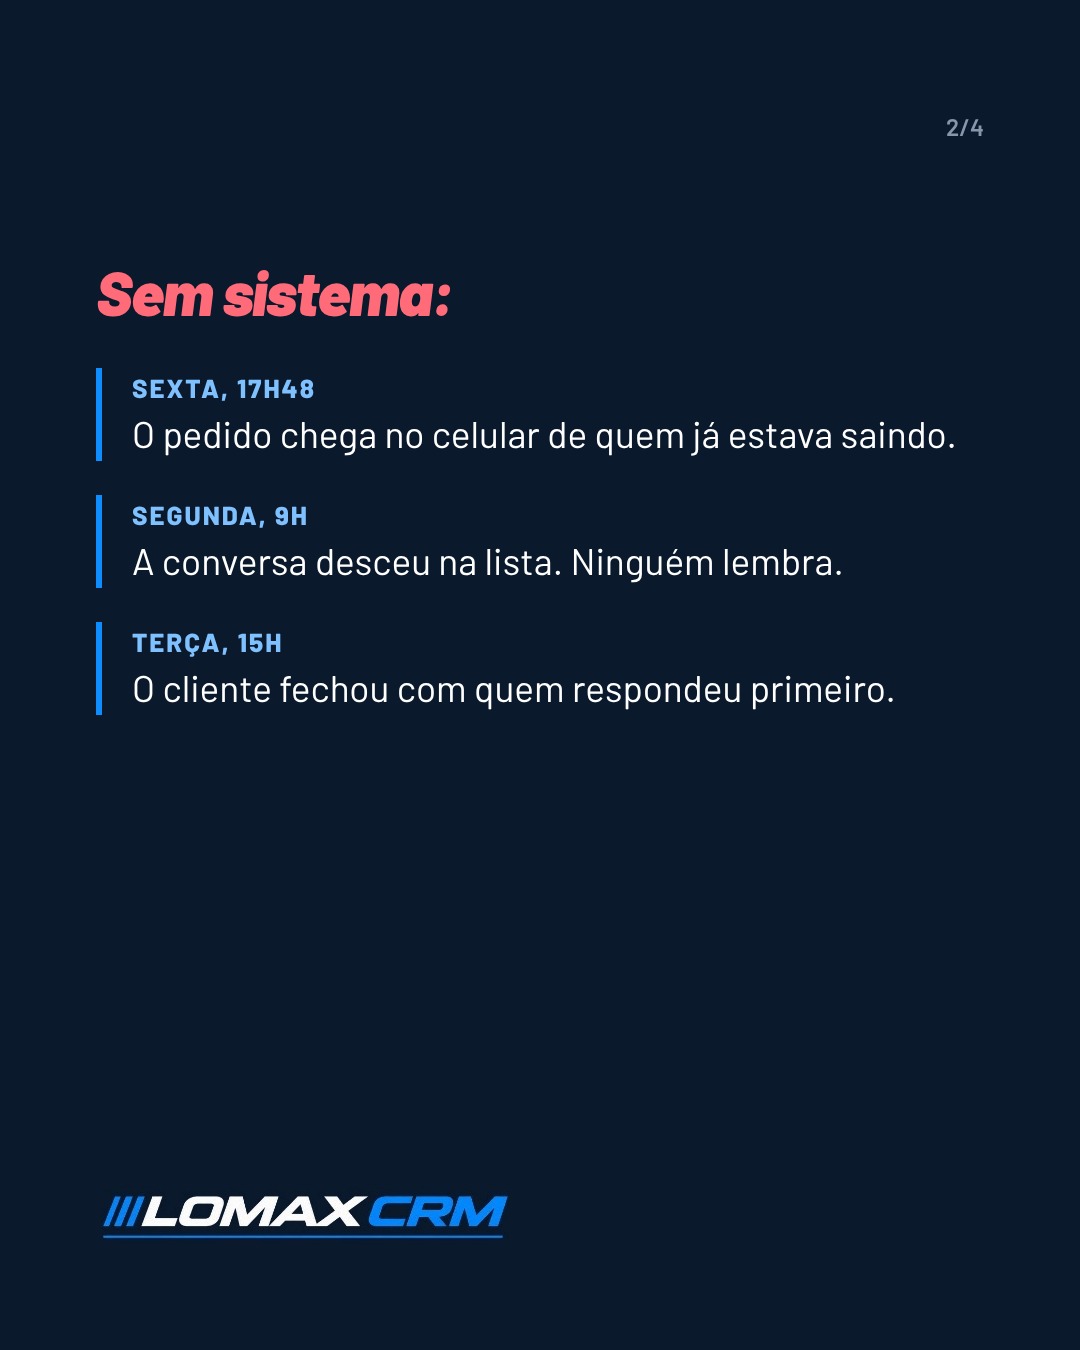 2/4
Sem sistema:
SEXTA, 17H48
O pedido chega no celular de quem já estava saindo.
SEGUNDA, 9H
A conversa desceu na lista. Ninguém lembra.
TERÇA, 15H
O cliente fechou com quem respondeu primeiro.
LOMAX CRM